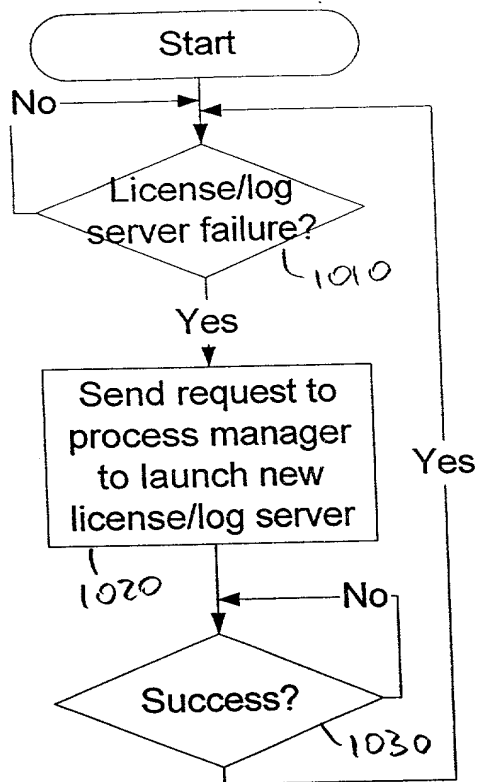 Start
No
License/log
server failure?
1010
Yes
Send request to
process manager
to launch new
license/log server
Yes
1020
No
Success?
1030